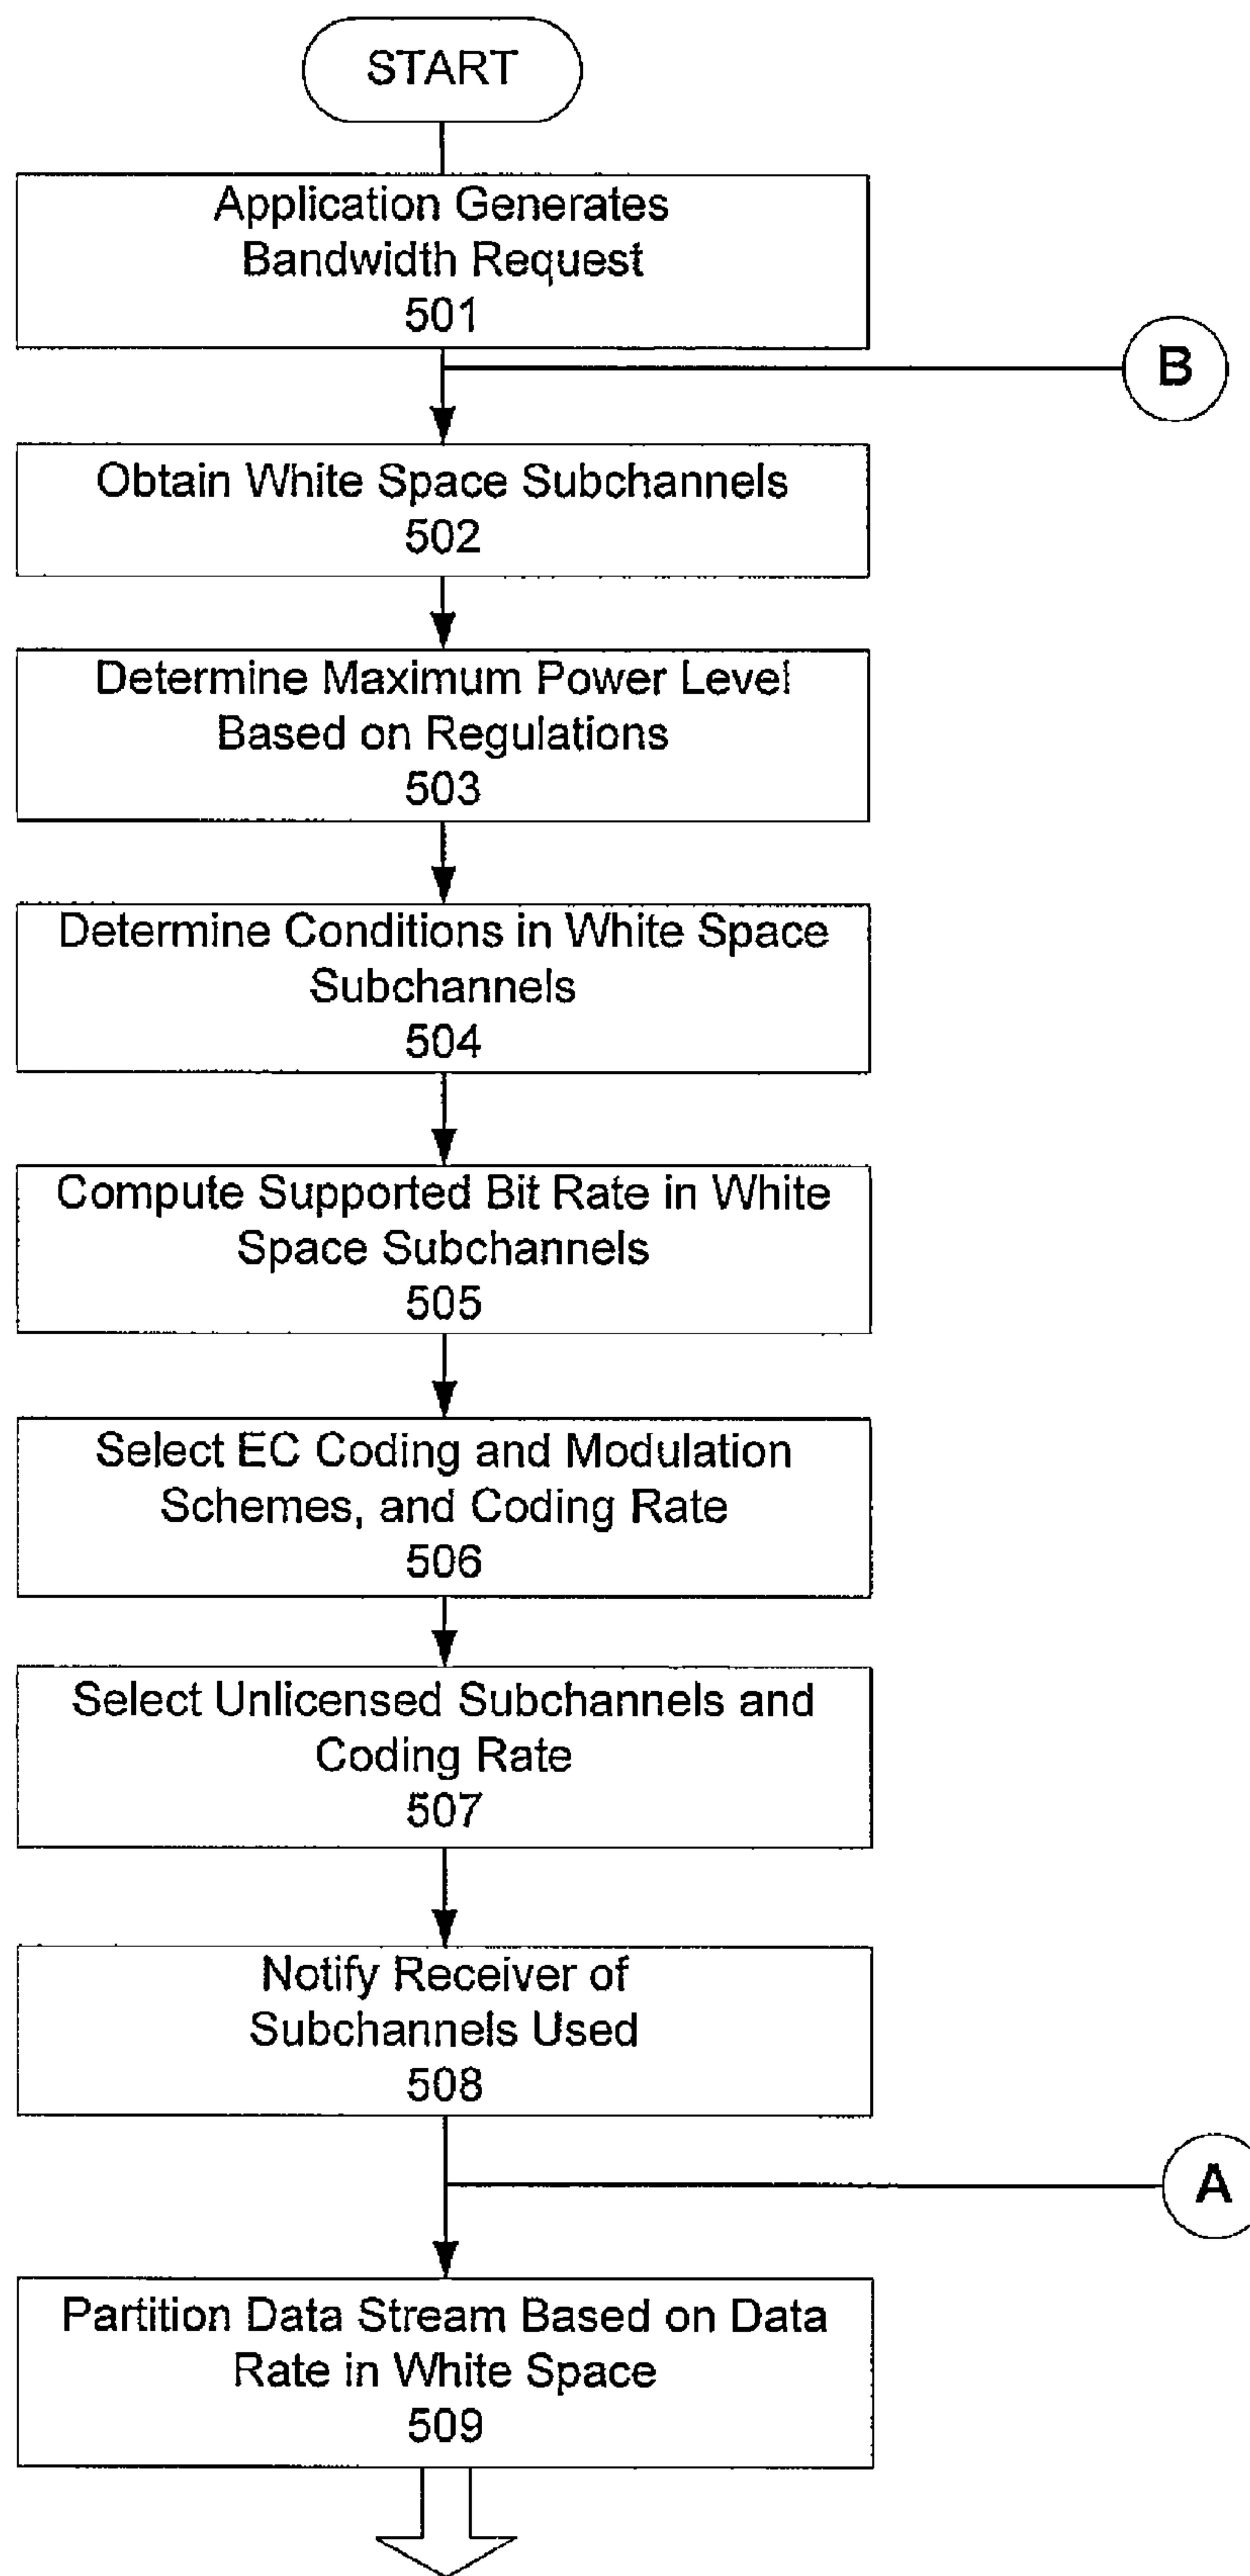 START
Application Generates
Bandwidth Request
501
B
Obtain White Space Subchannels
502
Determine Maximum Power Level
Based on Regulations
503
Determine Conditions in White Space
Subchannels
504
Compute Supported Bit Rate in White
Space Subchannels
505
Select EC Coding and Modulation
Schemes, and Coding Rate
506
Select Unlicensed Subchannels and
Coding Rate
507
Notify Receiver of
Subchannels Used
508
A
Partition Data Stream Based on Data
Rate in White Space
509